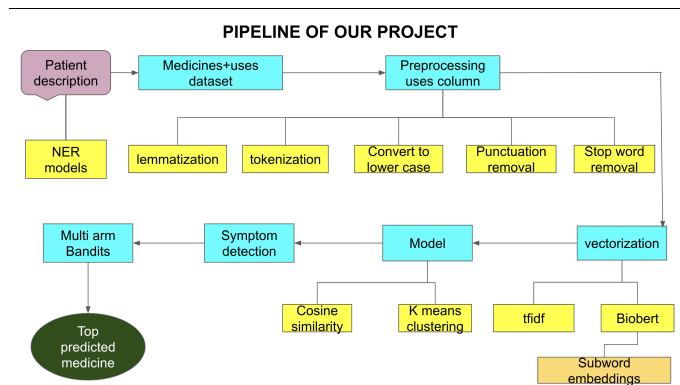 PIPELINE OF OUR PROJECT
Patient
description
Medicines+uses
dataset
Preprocessing
uses column
NER
models
lemmatization
tokenization
Convert to
lower case
Punctuation
removal
Stop word
removal
Multi arm
Bandits
Symptom
detection
Model
vectorization
Cosine
similarity
K means
clustering
tfidf
Biobert
Top
predicted
medicine
Subword
embeddings